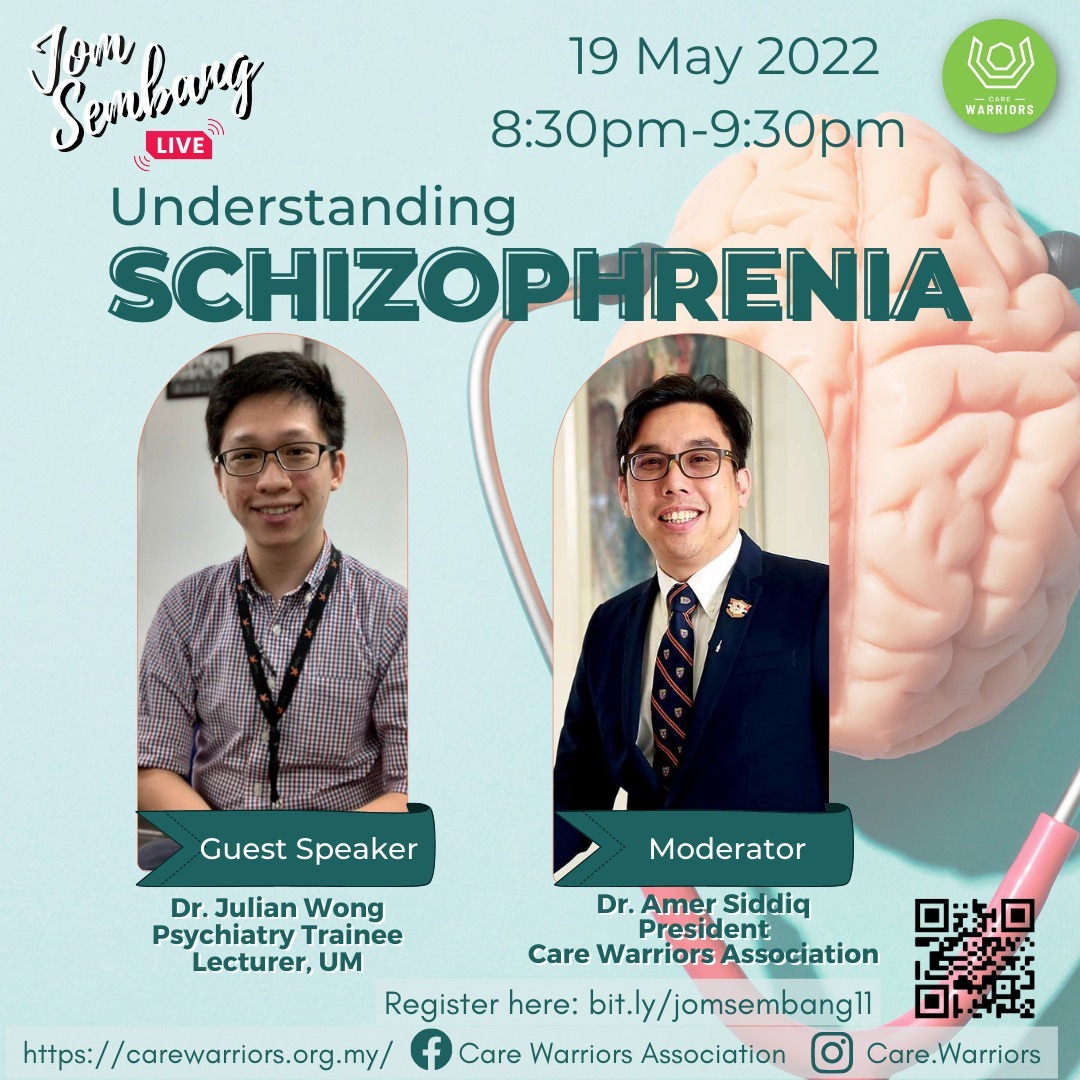 Jom
Sembang
LIVE
19 May 2022
8:30pm-9:30pm
CARE
WARRIORS
Understanding
SCHIZOPHRENIA
Guest Speaker
Dr. Julian Wong
Psychiatry Trainee
Lecturer, UM
Moderator
Dr. Amer Siddiq
President
Care Warriors Association
Register here: bit.ly/jomsembang11
https://carewarriors.org.my/ Care Warriors Association Care.Warriors